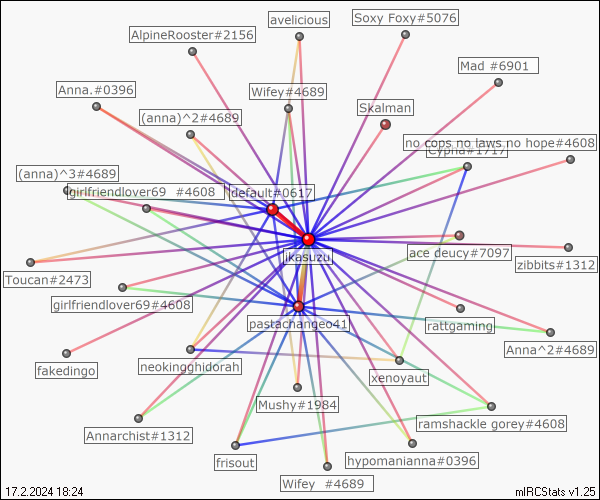 avelicious
Soxy Foxy#5076
AlpineRooster#2156
Mad #6901
Anna.#0396
Wifey#4689
Skalman
(anna)^2#4689
no cops no laws no hope#4608
Cypha#1717
(anna)^3#4689
girlfriendlover69 #4608
default#0617
ikasuzu
ace deucy#7097
zibbits#1312
Toucan#2473
girlfriendlover69#4608
pastachangeo41
rattgaming
Anna^2#4689
fakedingo
neokingghidorah
xenoyaut
Mushy#1984
ramshackle gorey#4608
Annarchist#1312
frisout
hypomanianna#0396
Wifey #4689
17.2.2024 18:24
mIRCStats v1.25